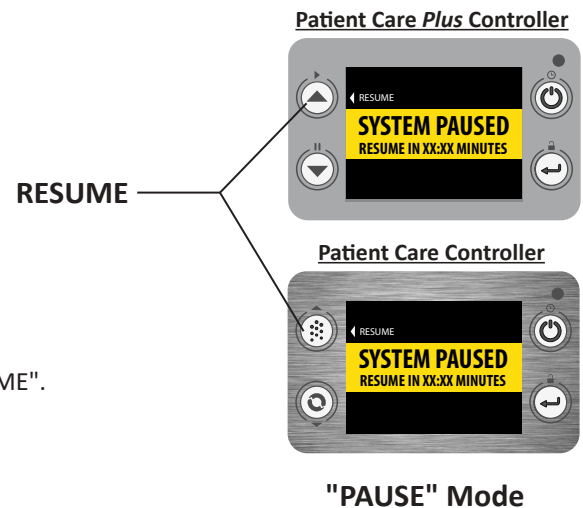 Patient Care Plus Controller
RESUME
SYSTEM PAUSED
RESUME IN XX:XX MINUTES
RESUME
Patient Care Controller
RESUME
SYSTEM PAUSED
RESUME IN XX:XX MINUTES
ME".
"PAUSE" Mode